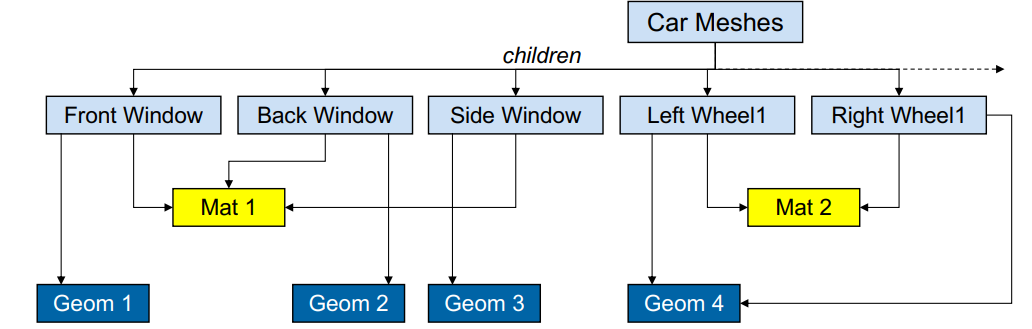 Car Meshes
children
Front Window
Back Window
Side Window
Left Wheel1
Right Wheel1
Mat 1
Mat 2
Geom 1
Geom 2
Geom 3
Geom 4